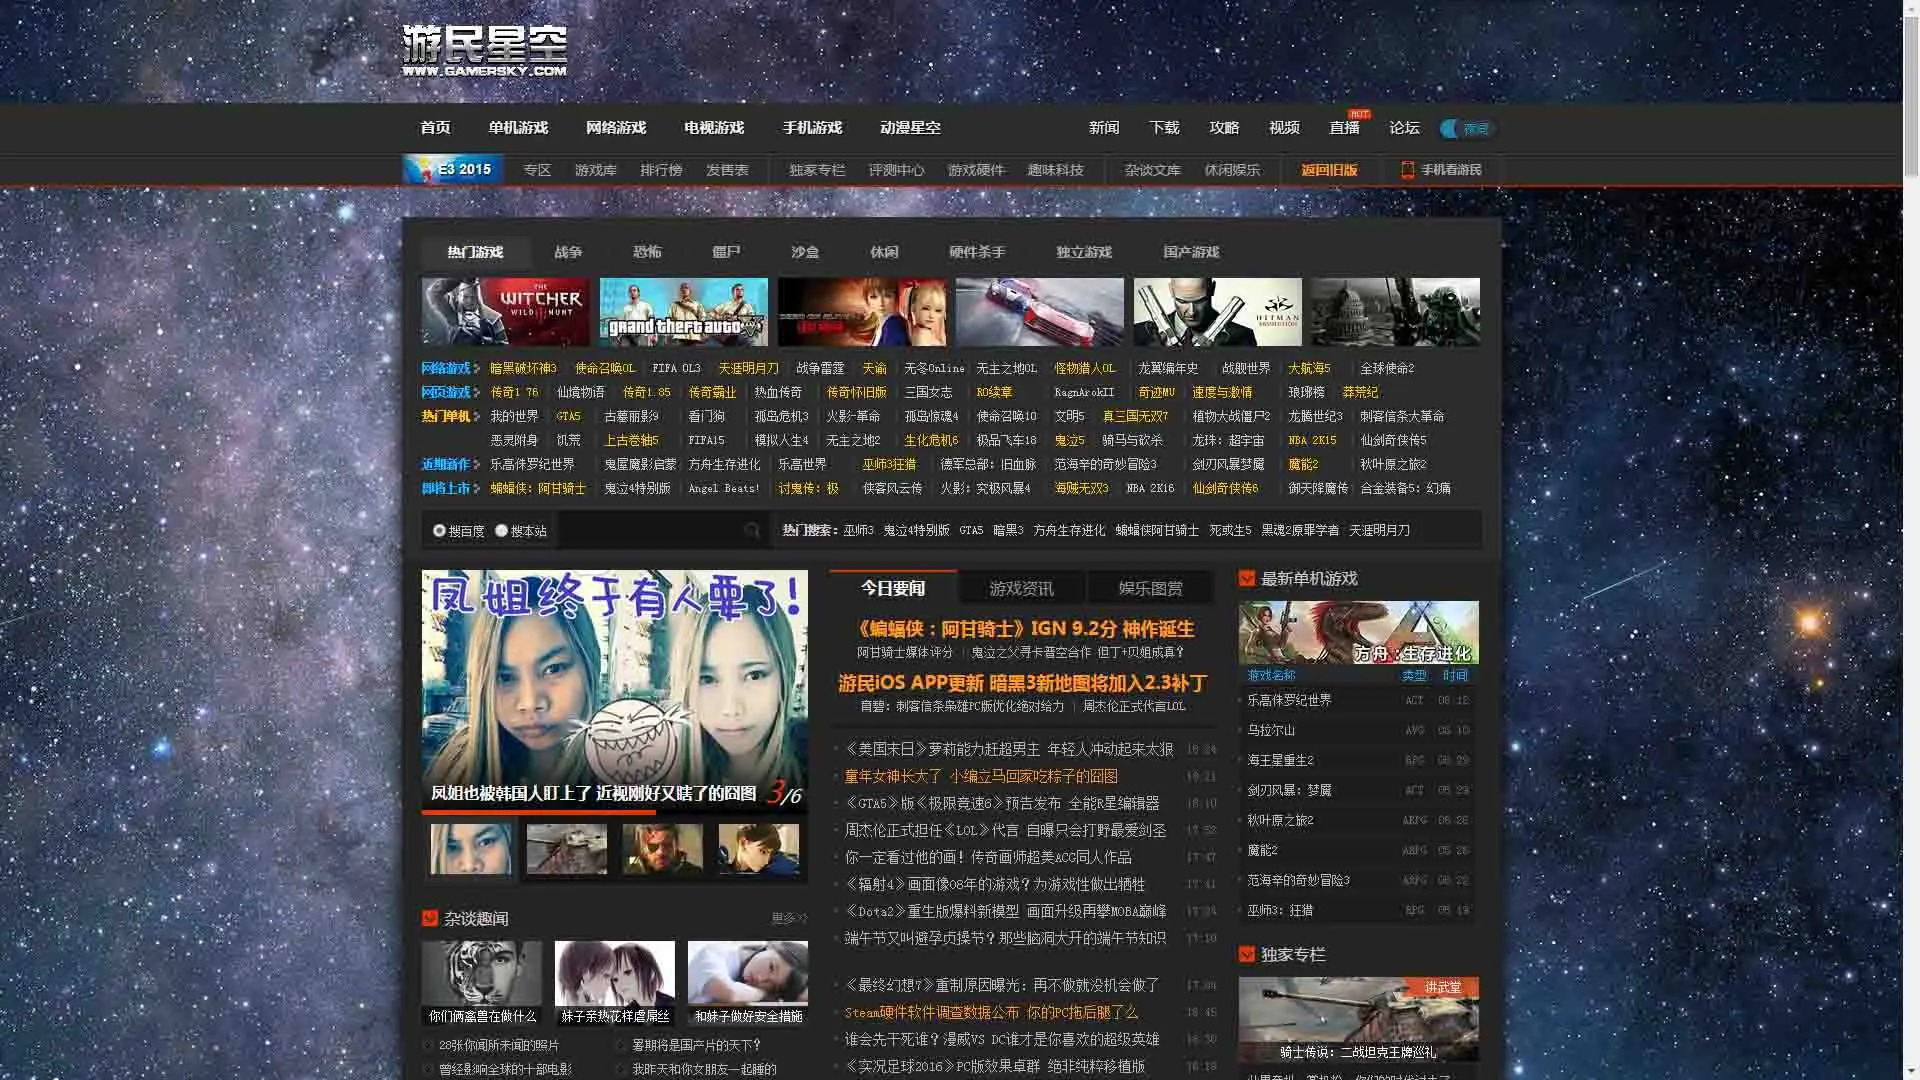 游民星空
WWW.GAMERSKY.COM
首页 单机游戏 网络游戏 电视游戏 手机游戏 动漫星空 新闻 下载 攻略 视频 直播 HOT 论坛 夜间
E3 2015 专区 游戏库 排行榜 发售表 独家专栏 评测中心 游戏硬件 趣味科技 杂谈文库 休闲娱乐 返回旧版 手机看游民
热门游戏 战争 恐怖 僵尸 沙盒 休闲 硬件杀手 独立游戏 国产游戏
THE WITCHER WILD HUNT grand theft auto V HITMAN
网络游戏 暗黑破坏神3 使命召唤OL FIFA OL3 天涯明月刀 战争雷霆 天谕 无冬Online 无主之地OL 怪物猎人OL 龙翼编年史 战舰世界 大航海5 全球使命2
网页游戏 传奇1 76 仙境物语 传奇1.85 传奇霸业 热血传奇 传奇怀旧版 三国女志 RO续章 RagnArokII 奇迹MU 速度与激情 琅琊榜 莽荒纪
热门单机 我的世界 GTA5 古墓丽影9 看门狗 孤岛危机3 火影-革命 孤岛惊魂4 使命召唤10 文明5 真三国无双7 植物大战僵尸2 龙腾世纪3 刺客信条大革命
恶灵附身 饥荒 上古卷轴5 FIFA15 模拟人生4 无主之地2 生化危机6 极品飞车18 鬼泣5 骑马与砍杀 龙珠：超宇宙 NBA 2K15 仙剑奇侠传5
近期新作 乐高侏罗纪世界 鬼屋魔影启蒙 方舟生存进化 乐高世界 巫师3狂猎 德军总部：旧血脉 范海辛的奇妙冒险3 剑刃风暴梦魇 魔能2 秋叶原之旅2
即将上市 蝙蝠侠：阿甘骑士 鬼泣4特别版 Angel Beats! 讨鬼传：极 侠客风云传 火影：究极风暴4 海贼无双3 NBA 2K16 仙剑奇侠传6 御天降魔传 合金装备5：幻痛
搜百度 搜本站 热门搜索： 巫师3 鬼泣4特别版 GTA5 暗黑3 方舟生存进化 蝙蝠侠阿甘骑士 死或生5 黑魂2原罪学者 天涯明月刀
凤姐终于有人要了!
凤姐也被韩国人盯上了 近视刚好又瞎了的囧图 3/6
杂谈趣闻 更多>>
你们俩禽兽在做什么 妹子亲热花样虐屌丝 和妹子做好安全措施
28张你闻所未闻的照片 暑期将是国产片的天下？
曾经影响全球的十部电影 我昨天和你女朋友一起睡的
今日要闻 游戏资讯 娱乐图赏
《蝙蝠侠：阿甘骑士》IGN 9.2分 神作诞生
阿甘骑士媒体评分 | 鬼泣之父寻卡普空合作 但丁+贝姐成真？
游民iOS APP更新 暗黑3新地图将加入2.3补丁
育碧：刺客信条枭雄PC版优化绝对给力 | 周杰伦正式代言LOL
《美国末日》萝莉能力赶超男主 年轻人冲动起来太狠 18:24
童年女神长大了 小编立马回家吃粽子的囧图 18:21
《GTA5》版《极限竞速6》预告发布 全能R星编辑器 18:10
周杰伦正式担任《LOL》代言 自曝只会打野最爱剑圣 17:52
你一定看过他的画！传奇画师超美ACG同人作品 17:47
《辐射4》画面像08年的游戏？为游戏性做出牺牲 17:41
《Dota2》重生版爆料新模型 画面升级再攀MOBA巅峰 17:24
端午节又叫避孕贞操节？那些脑洞大开的端午节知识 17:10
《最终幻想7》重制原因曝光：再不做就没机会做了 17:04
Steam硬件软件调查数据公布 你的PC拖后腿了么 16:45
谁会先干死谁？漫威VS DC谁才是你喜欢的超级英雄 16:30
《实况足球2016》PC版效果卓群 绝非纯粹移植版 16:18
最新单机游戏
方舟：生存进化
游戏名称 类型 时间
乐高侏罗纪世界 ACT 06-12
乌拉尔山 AVG 06-10
海王星重生2 RPG 05-29
剑刃风暴：梦魇 ACT 05-29
秋叶原之旅2 ARPG 05-26
魔能2 ARPG 05-26
范海辛的奇妙冒险3 ARPG 05-22
巫师3：狂猎 RPG 05-19
独家专栏
讲武堂
骑士传说：二战坦克王牌巡礼